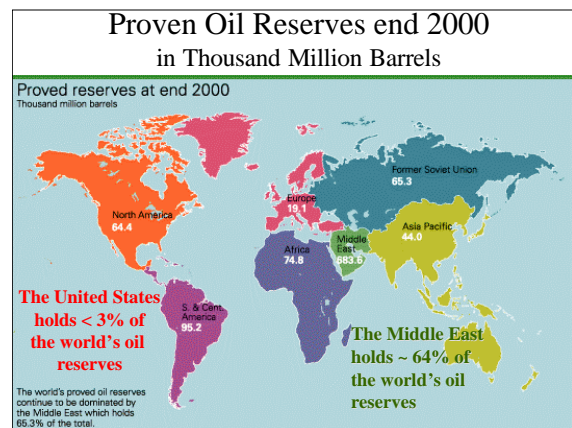 Proven Oil Reserves end 2000
in Thousand Million Barrels
Proved reserves at end 2000
Thousand million barrels
North America
64.4
S. & Cent.
America
95.2
Europe
19.1
Former Soviet Union
65.3
Africa
74.8
Middle
East
683.6
Asia Pacific
44.0
The United States
holds < 3% of
the world's oil
reserves
The Middle East
holds ~ 64% of
the world's oil
reserves
The world's proved oil reserves
continue to be dominated by
the Middle East which holds
65.3% of the total.